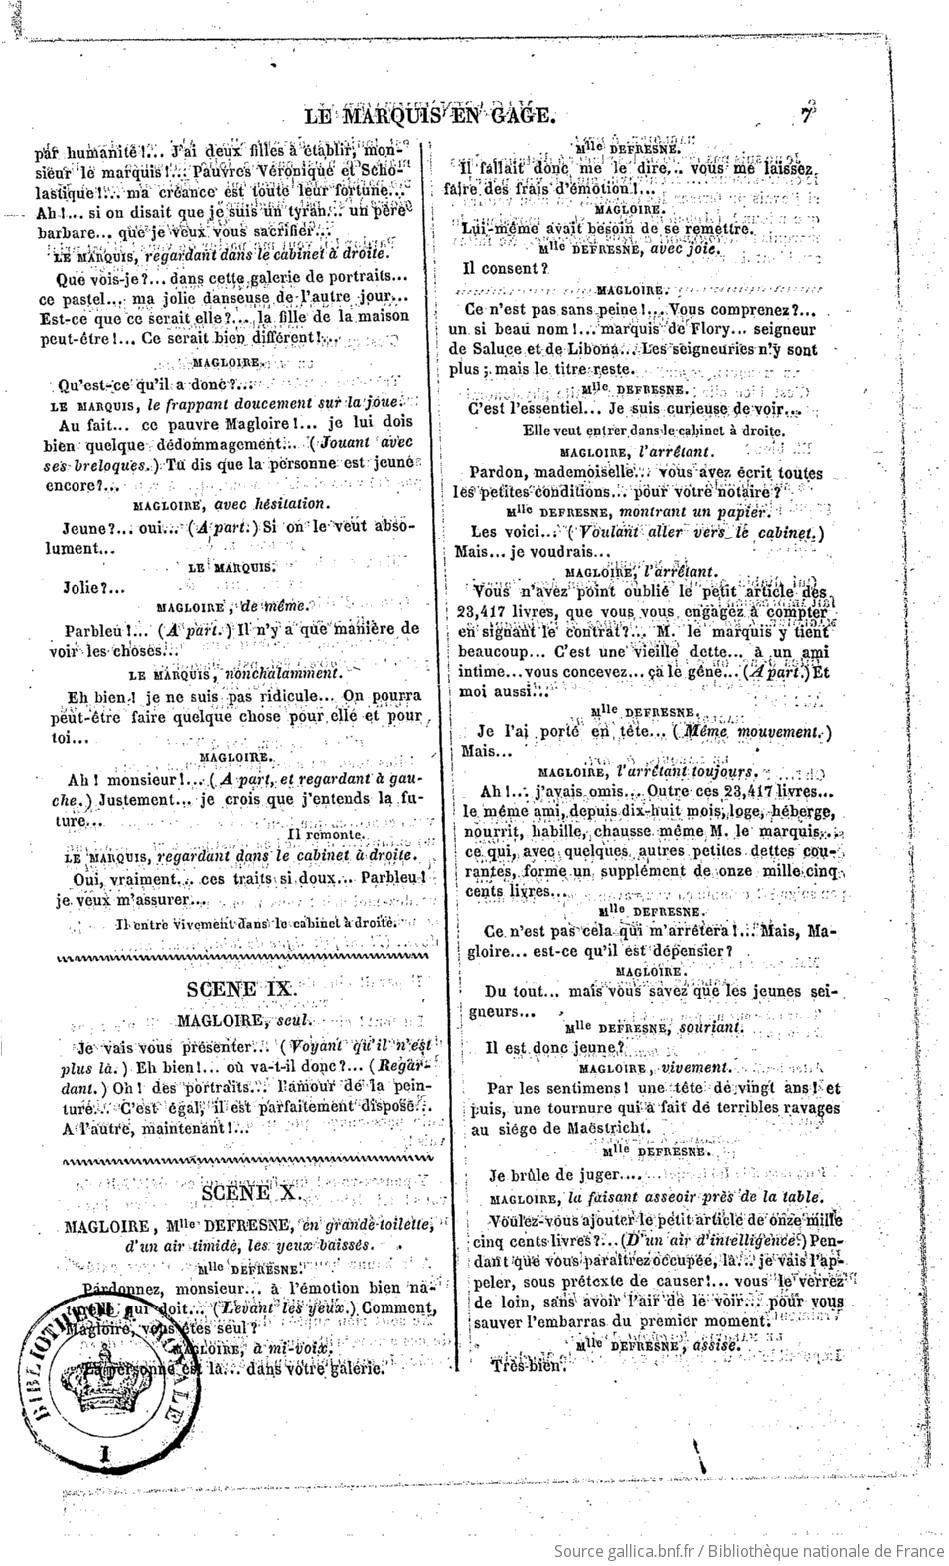 LE MARQUIS EN GAGE.
7
par humanité!... J'ai deux filles à établir, mon-
sieur le marquis!... Pauvres Véronique et Scho-
lastique!... ma créance est toute leur fortune...
Ah!... si on disait que je suis un tyran... un père
barbare... que je veux vous sacrifier...
LE MARQUIS, regardant dans le cabinet à droite.
Que vois-je?... dans cette galerie de portraits...
ce pastel... ma jolie danseuse de l'autre jour...
Est-ce que ce serait elle?... la fille de la maison
peut-être!... Ce serait bien différent!...
MAGLOIRE.
Qu'est-ce qu'il a donc?...
LE MARQUIS, le frappant doucement sur la joue.
Au fait... ce pauvre Magloire!... je lui dois
bien quelque dédommagement... (Jouant avec
ses breloques.) Tu dis que la personne est jeune
encore?...
MAGLOIRE, avec hésitation.
Jeune?... oui... (A part.) Si on le veut abso-
lument...
LE MARQUIS.
Jolie?...
MAGLOIRE, de même.
Parbleu!... (A part.) Il n'y a que manière de
voir les choses...
LE MARQUIS, nonchalamment.
Eh bien! je ne suis pas ridicule... On pourra
peut-être faire quelque chose pour elle et pour
toi...
MAGLOIRE.
Ah! monsieur!... (A part, et regardant à gau-
che.) Justement... je crois que j'entends la fu-
ture...
Il remonte.
LE MARQUIS, regardant dans le cabinet à droite.
Oui, vraiment... ces traits si doux... Parbleu!
je veux m'assurer...
Il entre vivement dans le cabinet à droite.
SCENE IX.
MAGLOIRE, seul.
Je vais vous présenter... (Voyant qu'il n'est
plus là.) Eh bien!... où va-t-il donc?... (Regar-
dant.) Oh! des portraits... l'amour de la pein-
ture... C'est égal, il est parfaitement disposé...
A l'autre, maintenant!...
SCENE X.
MAGLOIRE, Mlle DEFRESNE, en grande toilette,
d'un air timide, les yeux baissés.
Mlle DEFRESNE.
Pardonnez, monsieur... à l'émotion bien na-
turelle qui doit... (Levant les yeux.) Comment,
Magloire, vous êtes seul?
MAGLOIRE, à mi-voix.
La personne est là... dans votre galerie.
BIBLIOTHEQUE ROYALE
I
Mlle DEFRESNE.
Il fallait donc me le dire... vous me laissez
faire des frais d'émotion!...
MAGLOIRE.
Lui-même avait besoin de se remettre.
Mlle DEFRESNE, avec joie.
Il consent?
MAGLOIRE.
Ce n'est pas sans peine!... Vous comprenez?...
un si beau nom!... marquis de Flory... seigneur
de Saluce et de Libona... Les seigneuries n'y sont
plus; mais le titre reste.
Mlle DEFRESNE.
C'est l'essentiel... Je suis curieuse de voir...
Elle veut entrer dans le cabinet à droite.
MAGLOIRE, l'arrêtant.
Pardon, mademoiselle... vous avez écrit toutes
les petites conditions... pour votre notaire?
Mlle DEFRESNE, montrant un papier.
Les voici... (Voulant aller vers le cabinet.)
Mais... je voudrais...
MAGLOIRE, l'arrêtant.
Vous n'avez point oublié le petit article des
23,417 livres, que vous vous engagez à compter
en signant le contrat?... M. le marquis y tient
beaucoup... C'est une vieille dette... à un ami
intime... vous concevez... ça le gêne... (A part.) Et
moi aussi...
Mlle DEFRESNE.
Je l'ai porté en tête... (Même mouvement.)
Mais...
MAGLOIRE, l'arrêtant toujours.
Ah!... j'avais omis... Outre ces 23,417 livres...
le même ami, depuis dix-huit mois, loge, héberge,
nourrit, habille, chausse même M. le marquis...
ce qui, avec quelques autres petites dettes cou-
rantes, forme un supplément de onze mille cinq
cents livres...
Mlle DEFRESNE.
Ce n'est pas cela qui m'arrêtera!... Mais, Ma-
gloire... est-ce qu'il est dépensier?
MAGLOIRE.
Du tout... mais vous savez que les jeunes sei-
gneurs...
Mlle DEFRESNE, souriant.
Il est donc jeune?
MAGLOIRE, vivement.
Par les sentimens! une tête de vingt ans! et
puis, une tournure qui a fait de terribles ravages
au siége de Maëstricht.
Mlle DEFRESNE.
Je brûle de juger....
MAGLOIRE, la faisant asseoir près de la table.
Voulez-vous ajouter le petit article de onze mille
cinq cents livres?... (D'un air d'intelligence.) Pen-
dant que vous paraîtrez occupée, là... je vais l'ap-
peler, sous prétexte de causer!... vous le verrez
de loin, sans avoir l'air de le voir... pour vous
sauver l'embarras du premier moment.
Mlle DEFRESNE, assise.
Très-bien.
Source gallica.bnf.fr / Bibliothèque nationale de France